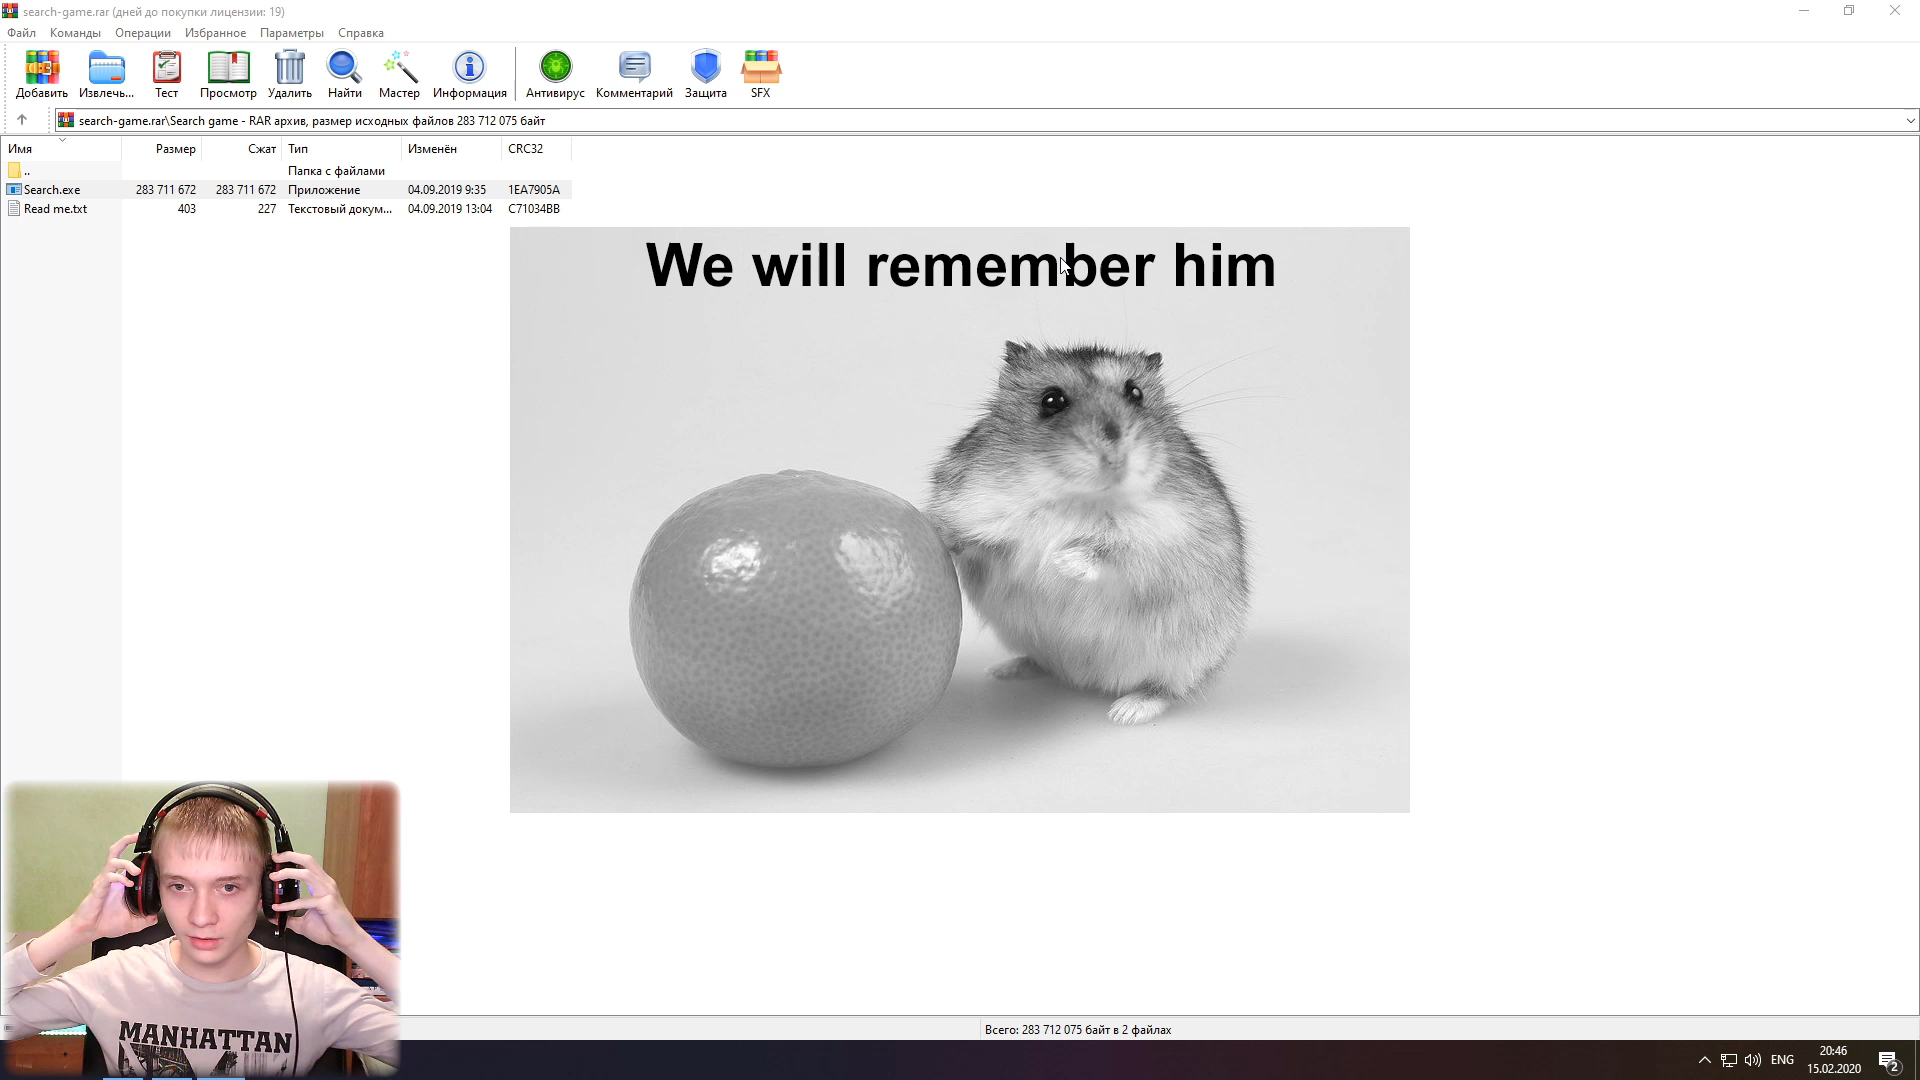 search-game.rar (дней до покупки лицензии: 19)
Файл Команды Операции Избранное Параметры Справка
Добавить Извлечь... Тест Просмотр Удалить Найти Мастер Информация Антивирус Комментарий Защита SFX
search-game.rar\Search game - RAR архив, размер исходных файлов 283 712 075 байт
Имя Размер Сжат Тип Изменён CRC32
.. Папка с файлами
Search.exe 283 711 672 283 711 672 Приложение 04.09.2019 9:35 1EA7905A
Read me.txt 403 227 Текстовый докум... 04.09.2019 13:04 C71034BB
We will remember him
MANHATTAN
Всего: 283 712 075 байт в 2 файлах
ENG
20:46
15.02.2020
2